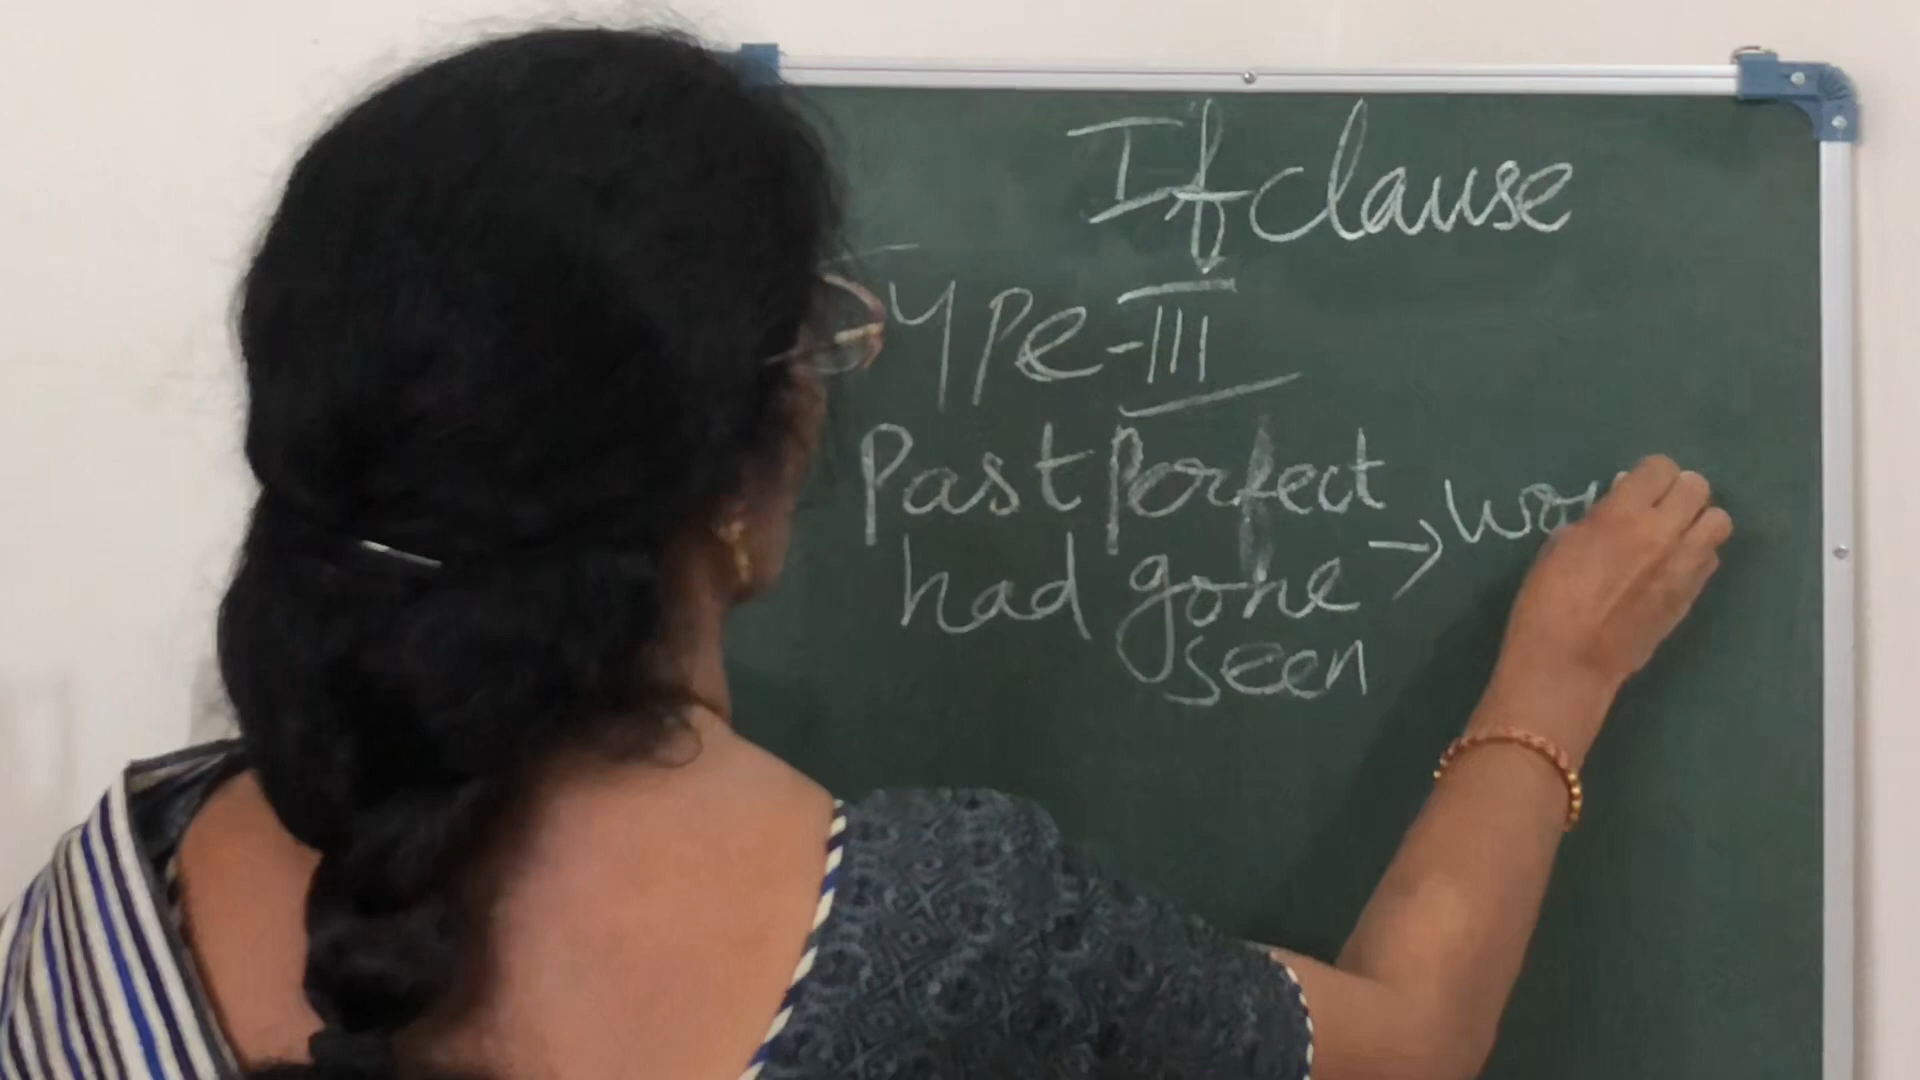 If clause
Type-III
Past Perfect
had gone →
seen